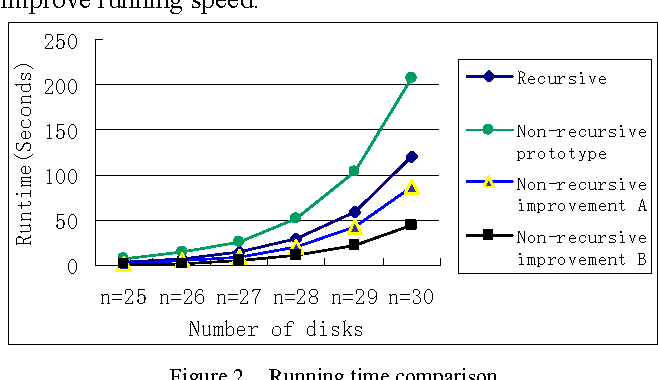 improve running speed.
250
200
150
100
50
0
Runtime(Seconds)
n=25 n=26 n=27 n=28 n=29 n=30
Number of disks
Recursive
Non-recursive
prototype
Non-recursive
improvement A
Non-recursive
improvement B
Figure 2 Running time comparison